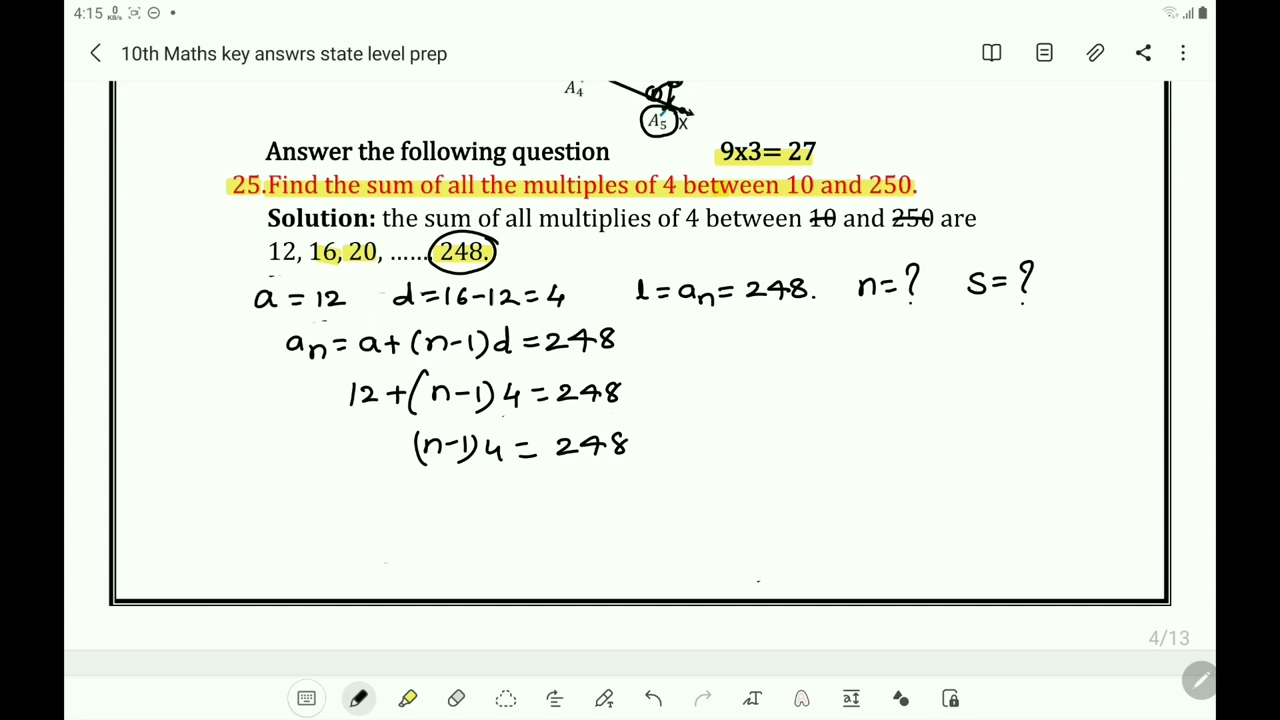 4:15 0 KB/s
10th Maths key answrs state level prep
A4
A5 X
Answer the following question 9x3= 27
25.Find the sum of all the multiples of 4 between 10 and 250.
Solution: the sum of all multiplies of 4 between 10 and 250 are
12, 16, 20, ...... 248.
a = 12 d = 16-12 = 4 l = an = 248. n = ? S = ?
an = a + (n-1)d = 248
12 + (n-1) 4 = 248
(n-1) 4 = 248
4/13